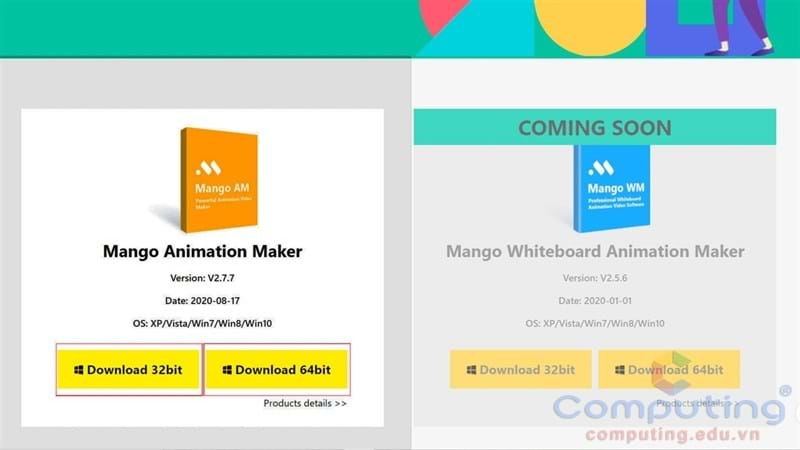 Mango AM
Powerful Animation Video
Maker
Mango Animation Maker
Version: V2.7.7
Date: 2020-08-17
OS: XP/Vista/Win7/Win8/Win10
Download 32bit
Download 64bit
Products details >>
COMING SOON
Mango WM
Professional Whiteboard
Animation Video Software
Mango Whiteboard Animation Maker
Version: V2.5.6
Date: 2020-01-01
OS: XP/Vista/Win7/Win8/Win10
Download 32bit
Download 64bit
Products details >>
Computing®
computing.edu.vn